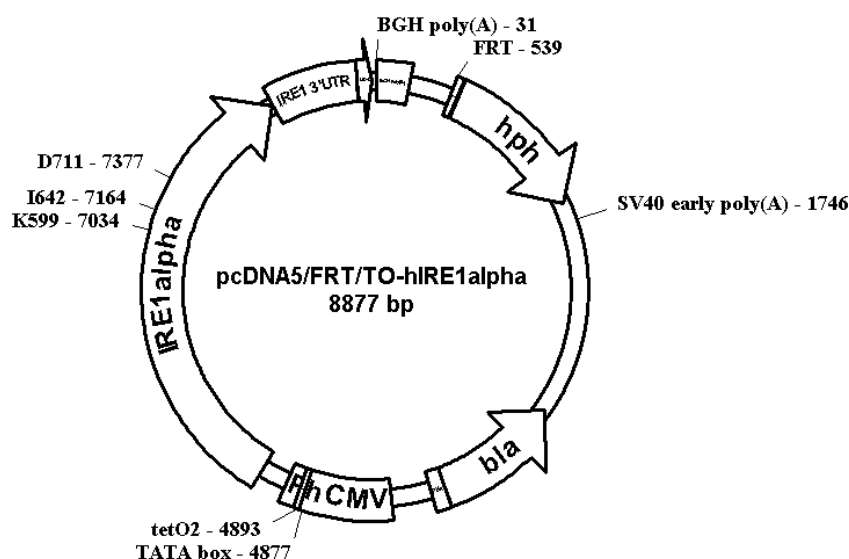 BGH poly(A) - 31
FRT - 539
IRE1 3'UTR
hph
D711 - 7377
I642 - 7164
K599 - 7034
SV40 early poly(A) - 1746
pcDNA5/FRT/TO-hIRE1alpha
8877 bp
IRE1alpha
bla
PhCMV
tetO2 - 4893
TATA box - 4877